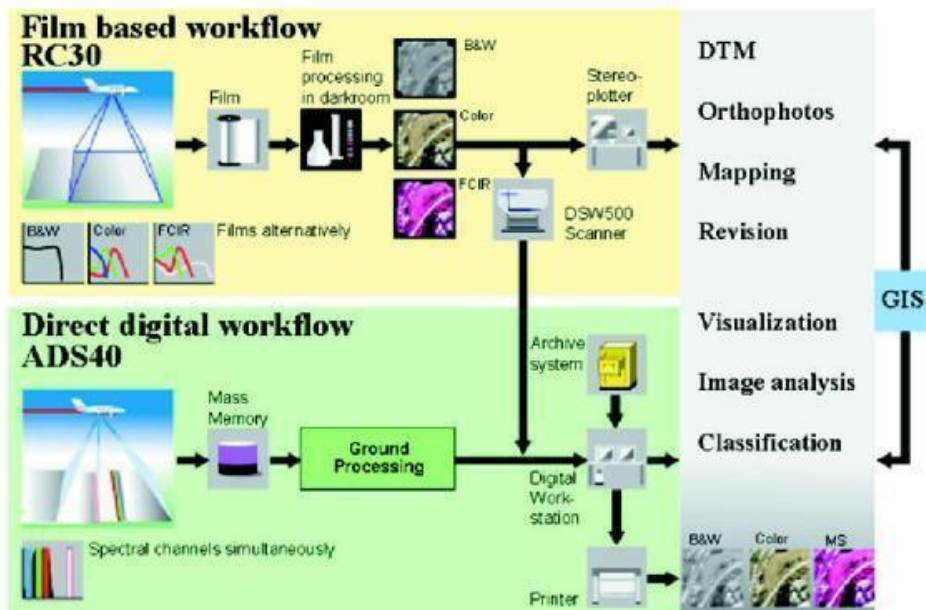 Film based workflow
RC30
Film
Film
processing
in darkroom
B&W
Color
FCIR
Stereo-
plotter
DSW500
Scanner
B&W
Color
FCIR
Films alternatively
Direct digital workflow
ADS40
Mass
Memory
Ground
Processing
Archive
system
Digital
Work-
station
Printer
Spectral channels simultaneously
DTM
Orthophotos
Mapping
Revision
Visualization
Image analysis
Classification
B&W
Color
MS
GIS